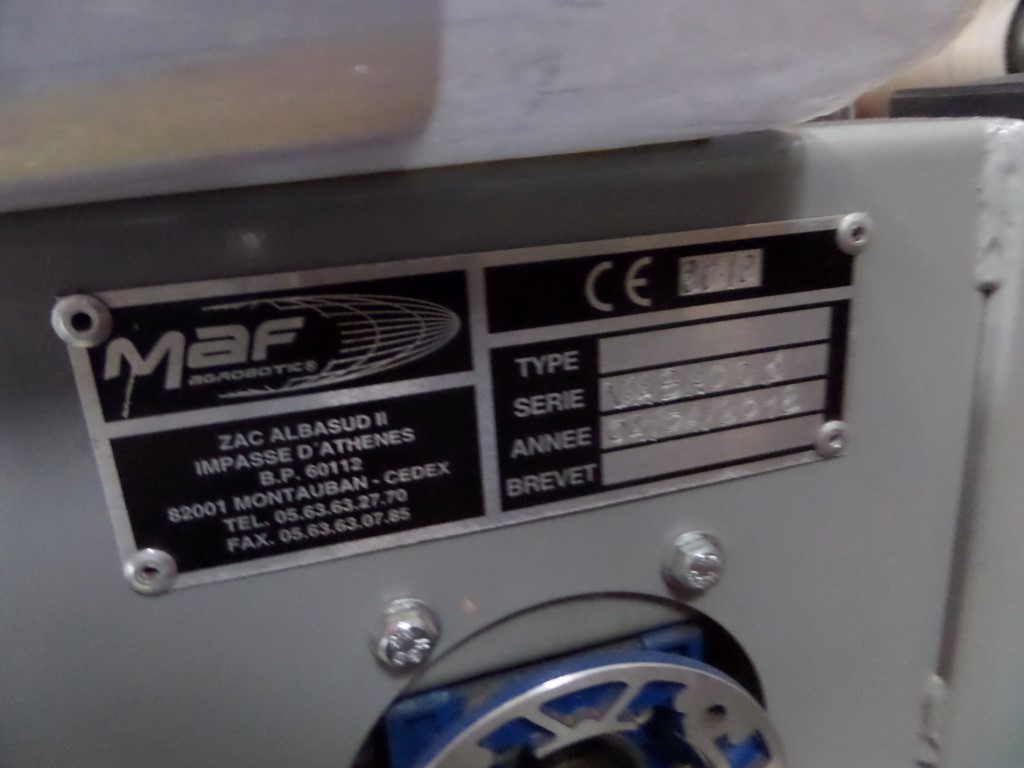 Maf
agrobotic®
ZAC ALBASUD II
IMPASSE D'ATHENES
B.P. 60112
82001 MONTAUBAN - CEDEX
TEL. 05.63.63.27.70
FAX. 05.63.63.07.85
CE
TYPE
SERIE
ANNEE
BREVET